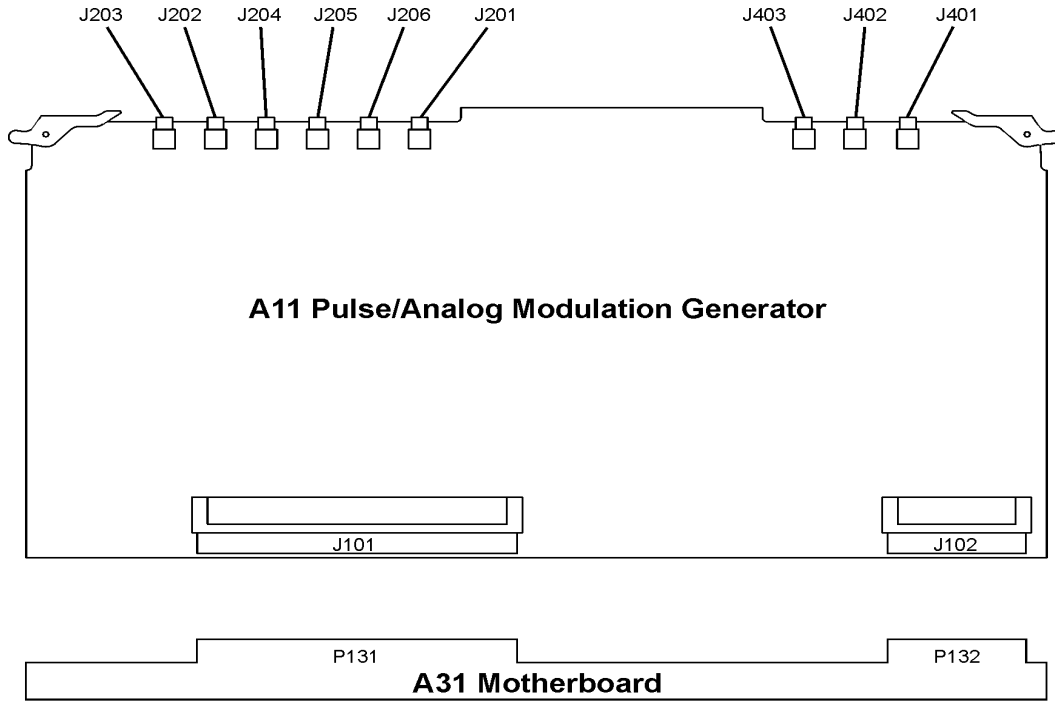 J203 J202 J204 J205 J206 J201 J403 J402 J401
A11 Pulse/Analog Modulation Generator
J101 J102
P131 P132
A31 Motherboard